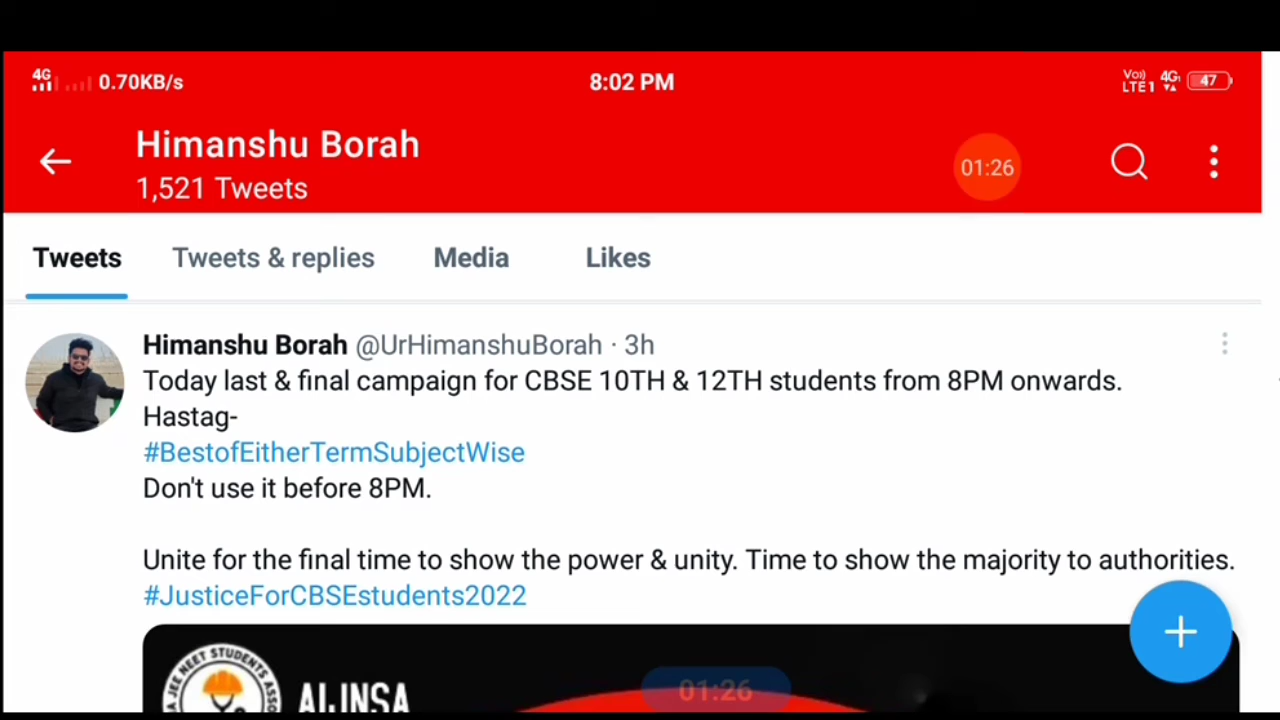 4G 0.70KB/s 8:02 PM Vo) LTE1 4G 47
Himanshu Borah
1,521 Tweets
01:26
Tweets Tweets & replies Media Likes
Himanshu Borah @UrHimanshuBorah · 3h
Today last & final campaign for CBSE 10TH & 12TH students from 8PM onwards.
Hastag-
#BestofEitherTermSubjectWise
Don't use it before 8PM.
Unite for the final time to show the power & unity. Time to show the majority to authorities.
#JusticeForCBSEstudents2022
JEE NEET STUDENTS
AIJNSA
01:26